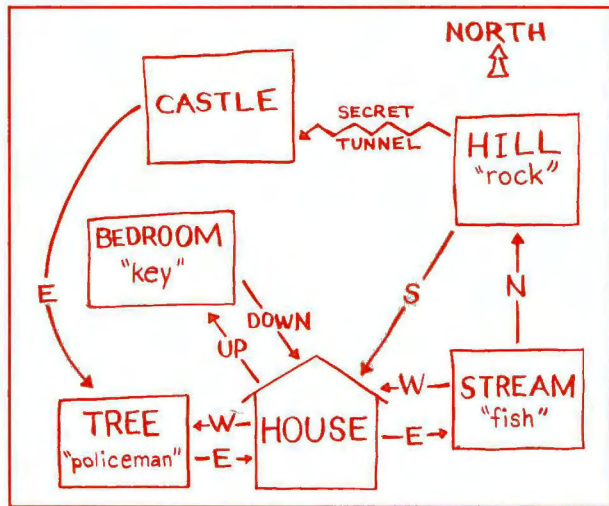 NORTH
CASTLE
SECRET
TUNNEL
HILL
"rock"
BEDROOM
"key"
E
S
N
DOWN
UP
W
STREAM
"fish"
TREE
"policeman"
W
E
HOUSE
E